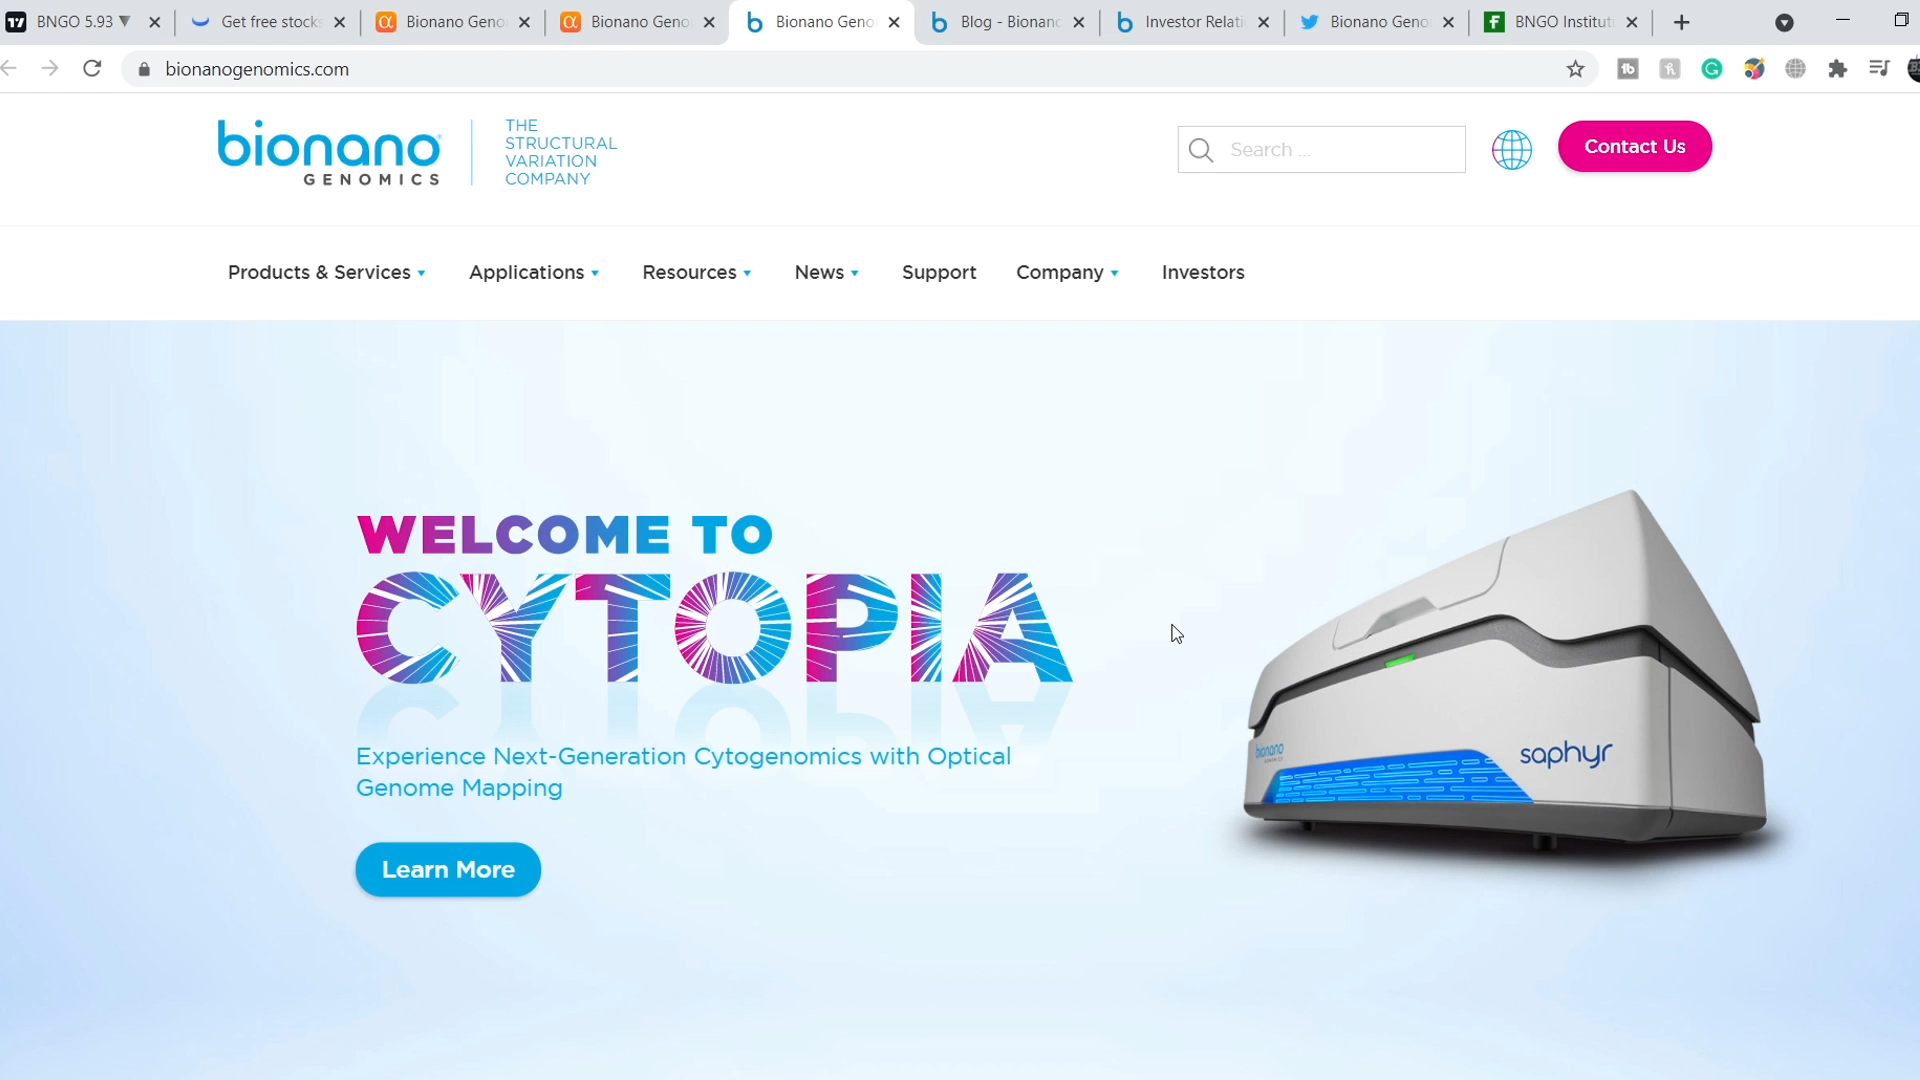 BNGO 5.93 ▼
Get free stocks
Bionano Geno
Bionano Geno
Bionano Geno
Blog - Bionano
Investor Relati
Bionano Geno
BNGO Institut
bionanogenomics.com
bionano
GENOMICS
THE
STRUCTURAL
VARIATION
COMPANY
Search ...
Contact Us
Products & Services
Applications
Resources
News
Support
Company
Investors
WELCOME TO
CYTOPIA
Experience Next-Generation Cytogenomics with Optical
Genome Mapping
Learn More
bionano
GENOMICS
saphyr